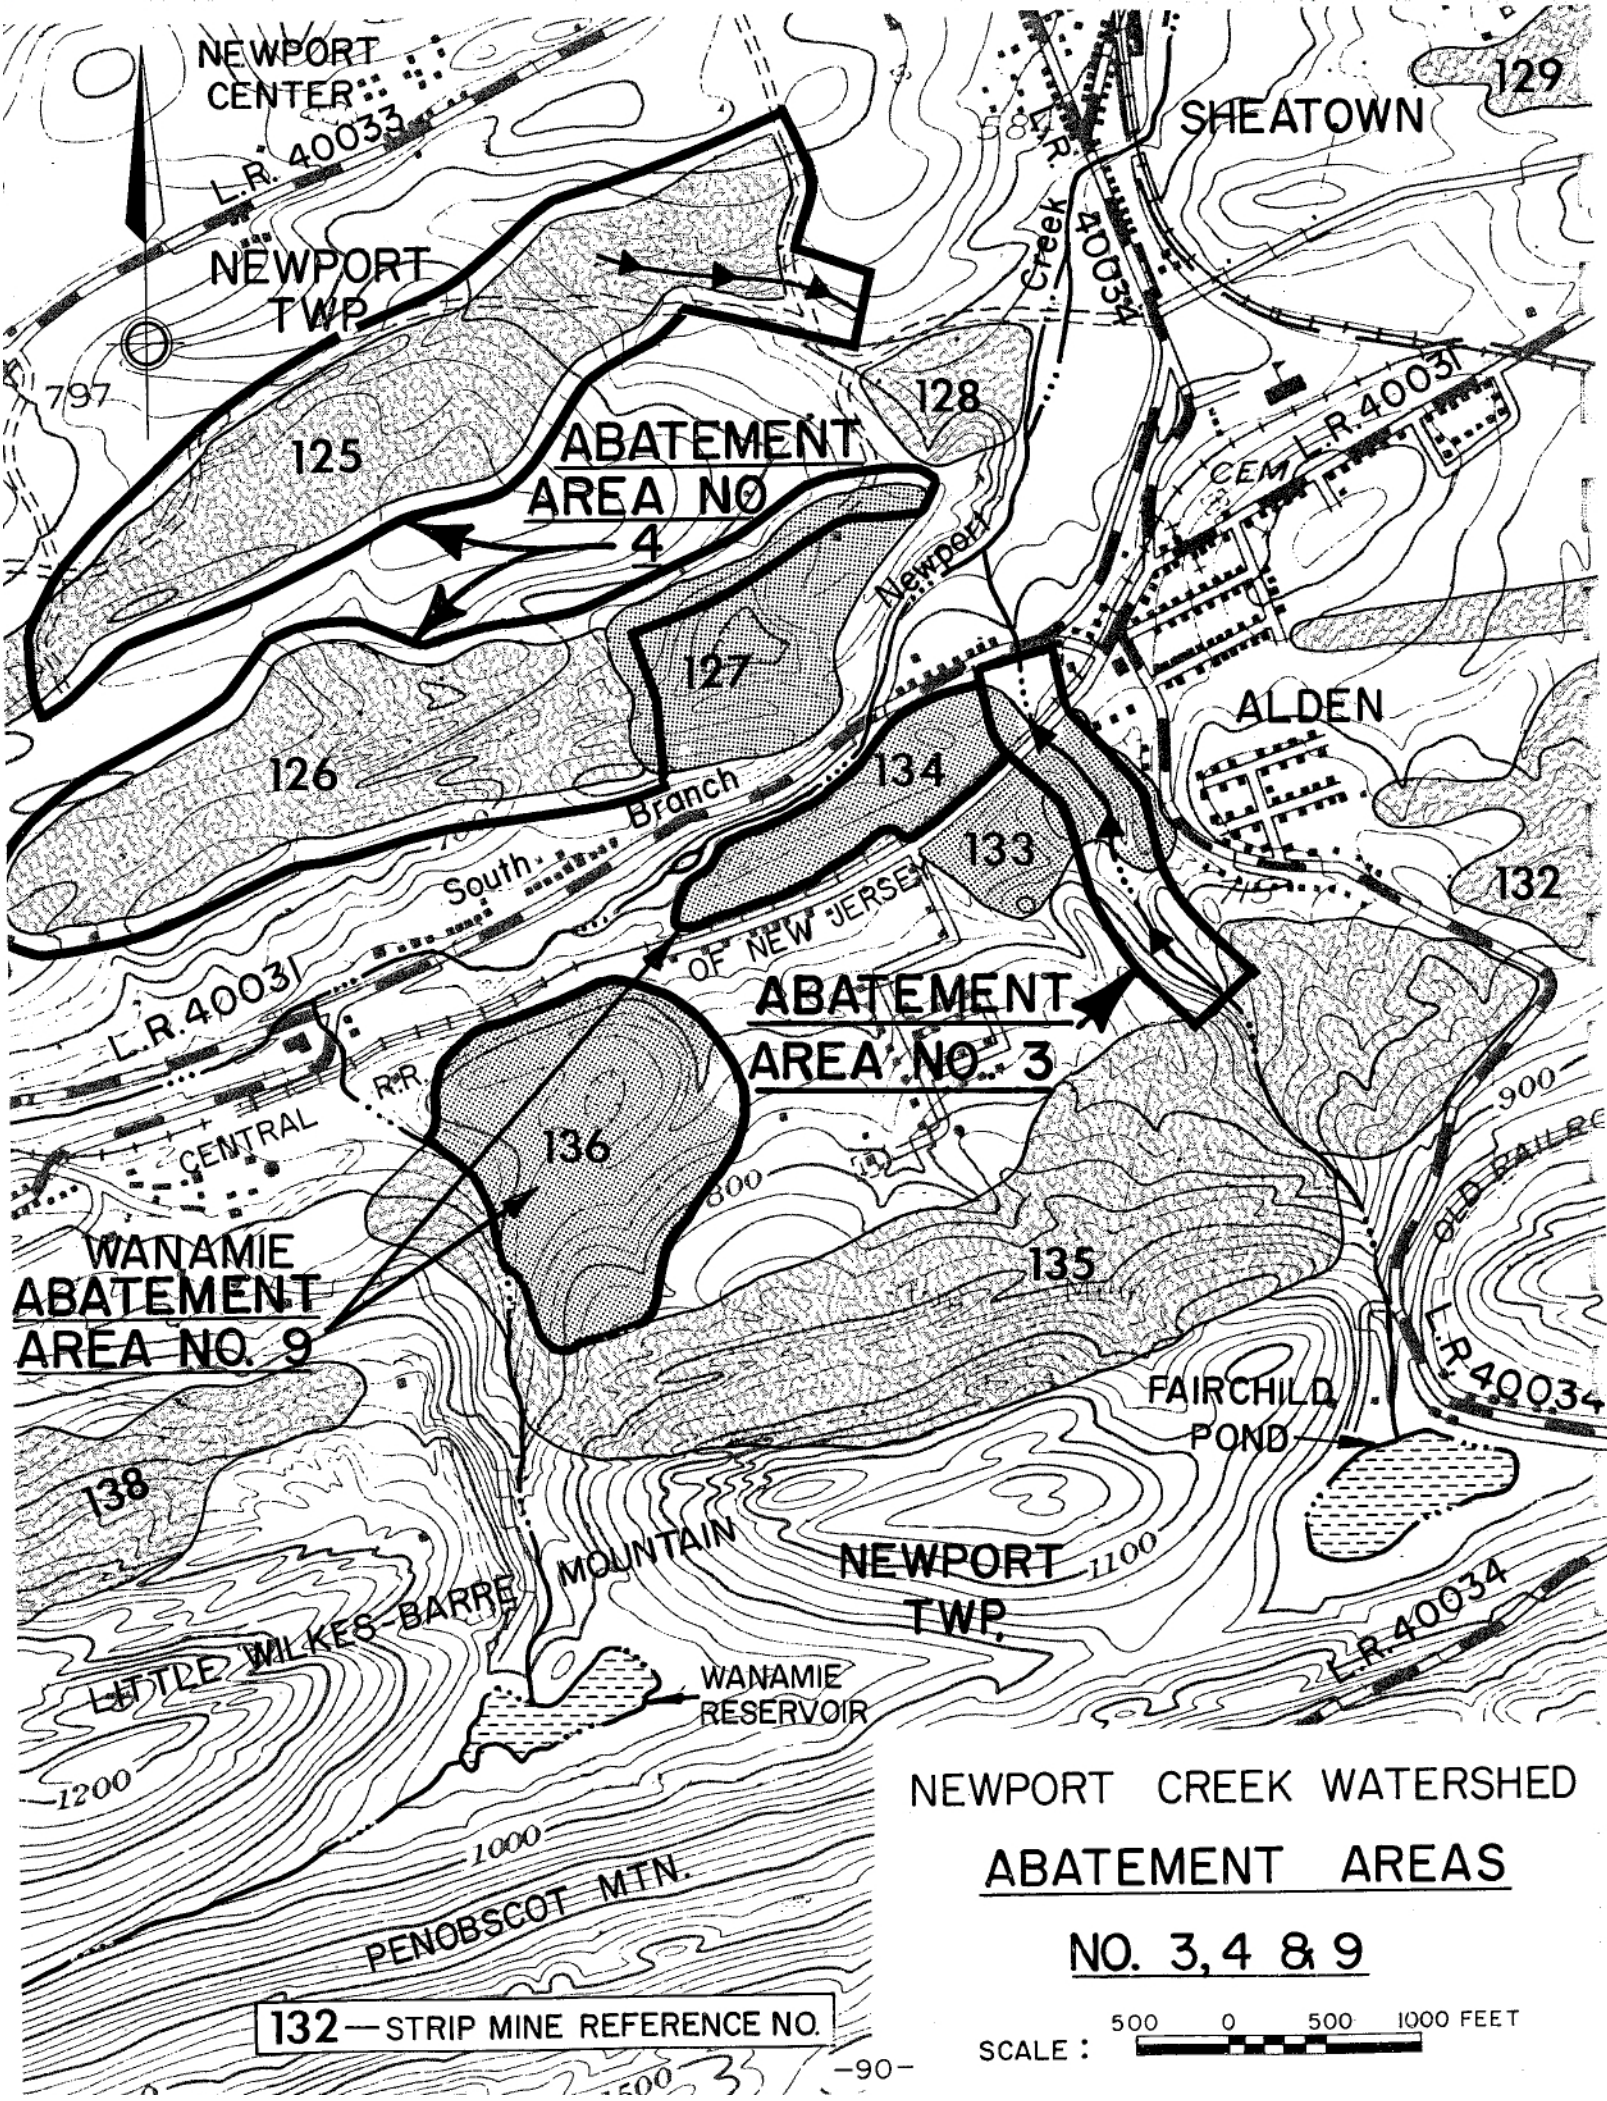 NEWPORT
CENTER
L.R. 40033
129
SHEATOWN
L.R.
40034
Creek
NEWPORT
TWP.
797
128
L.R. 40031
125
ABATEMENT
AREA NO
4
CEM
Newport
127
ALDEN
126
134
Branch
700
South
133
132
715
OF NEW JERSEY
L.R. 40031
ABATEMENT
AREA NO. 3
R.R.
CENTRAL
900
136
800
OLD RAILRO
WANAMIE
ABATEMENT
AREA NO. 9
135
L.R. 40034
FAIRCHILD
POND
138
MOUNTAIN
NEWPORT
TWP.
1100
LITTLE WILKES-BARRE
L.R. 40034
WANAMIE
RESERVOIR
1200
1000
PENOBSCOT MTN.
NEWPORT CREEK WATERSHED
ABATEMENT AREAS
NO. 3, 4 & 9
132—STRIP MINE REFERENCE NO.
500 0 500 1000 FEET
SCALE :
1500
-90-